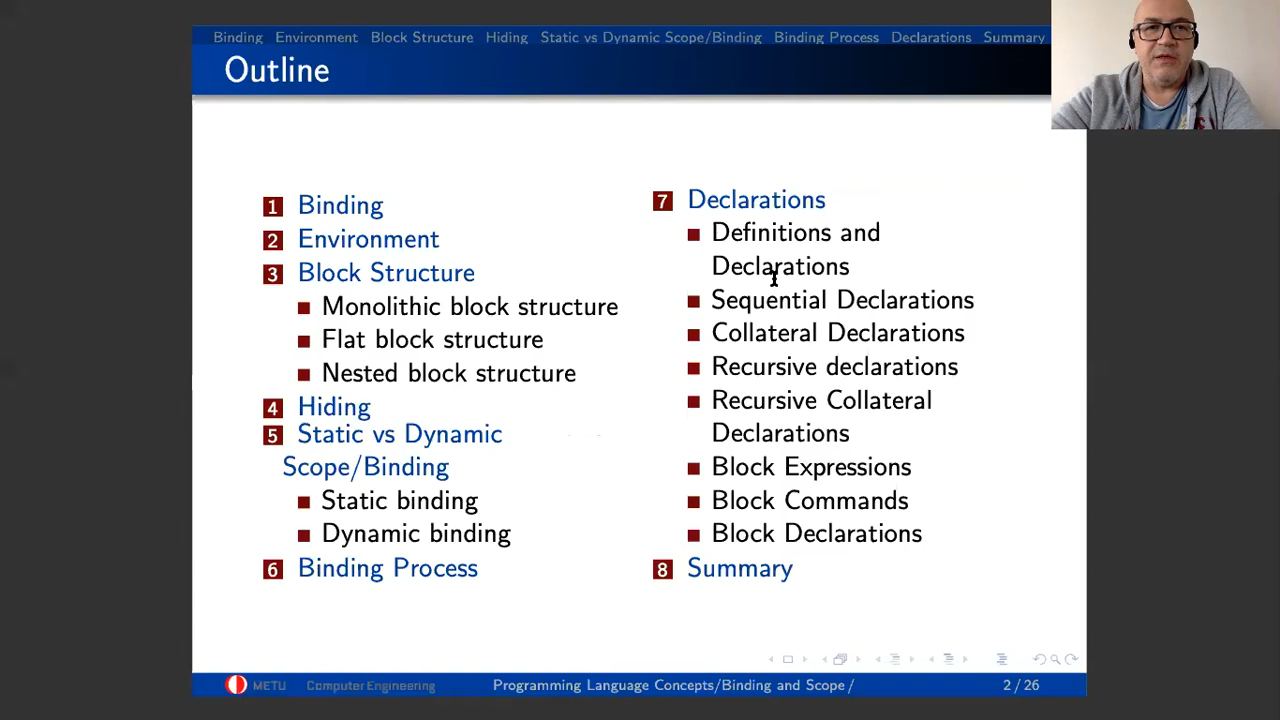 Binding Environment Block Structure Hiding Static vs Dynamic Scope/Binding Binding Process Declarations Summary
Outline
1 Binding
2 Environment
3 Block Structure
Monolithic block structure
Flat block structure
Nested block structure
4 Hiding
5 Static vs Dynamic
Scope/Binding
Static binding
Dynamic binding
6 Binding Process
7 Declarations
Definitions and
Declarations
Sequential Declarations
Collateral Declarations
Recursive declarations
Recursive Collateral
Declarations
Block Expressions
Block Commands
Block Declarations
8 Summary
METU Computer Engineering Programming Language Concepts/Binding and Scope / 2 / 26